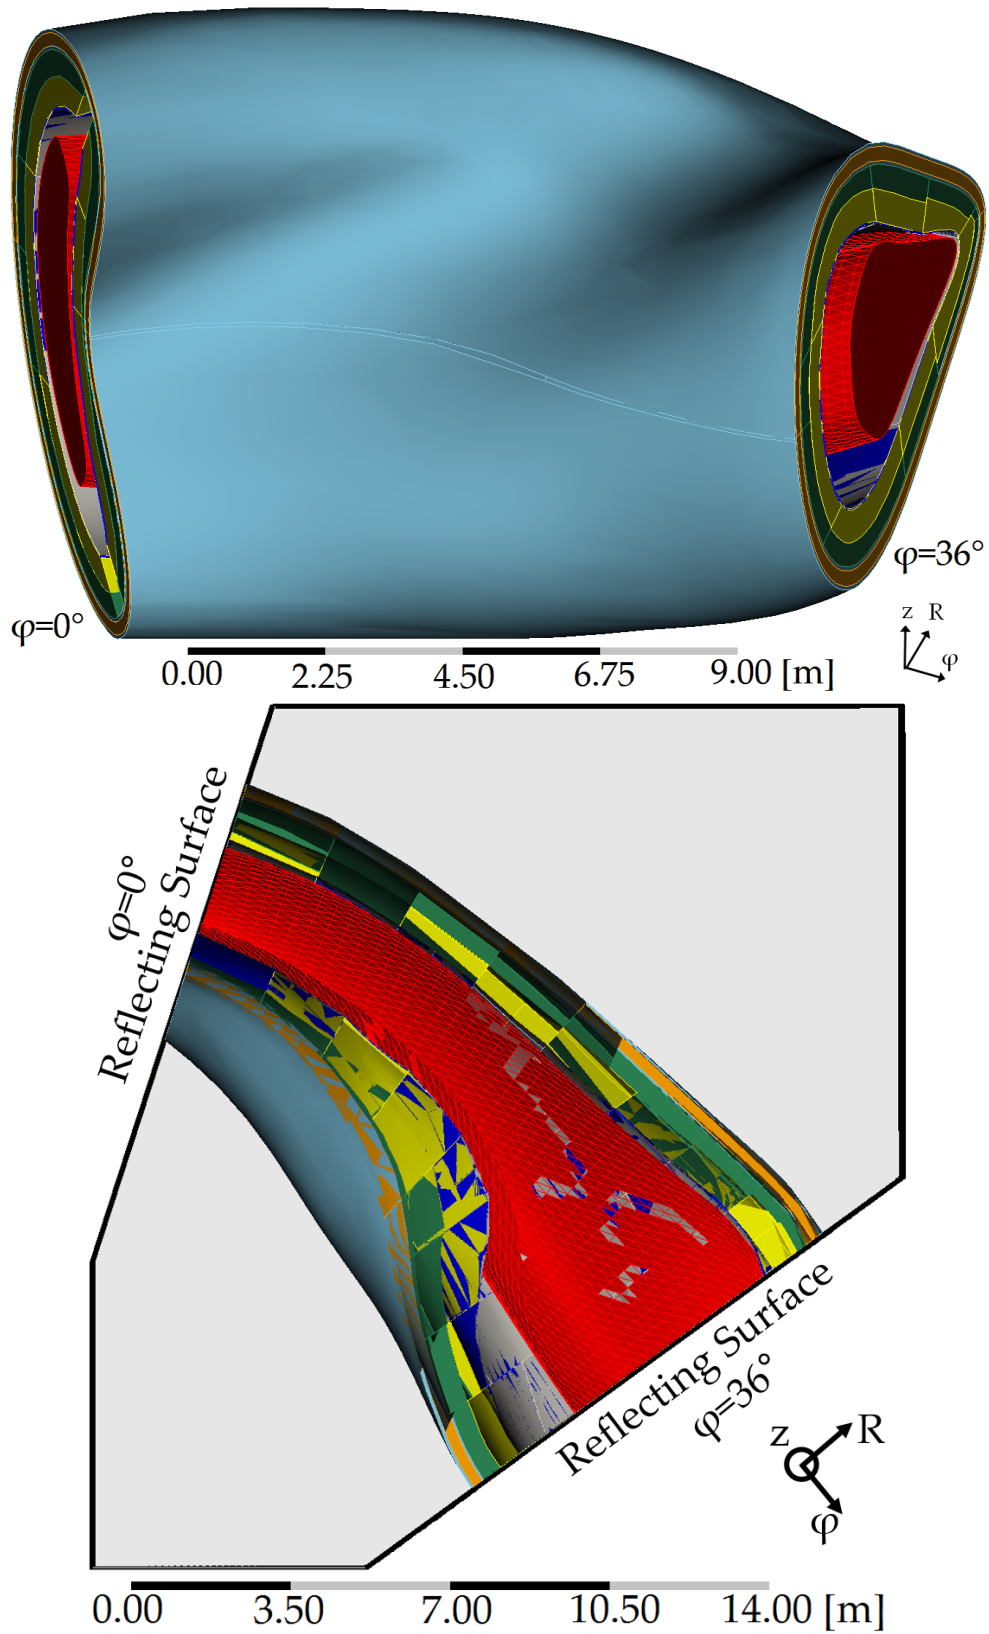 φ=36°
z R
φ
φ=0°
0.00 2.25 4.50 6.75 9.00 [m]
Reflecting Surface
φ=0°
Reflecting Surface
φ=36°
z R
φ
0.00 3.50 7.00 10.50 14.00 [m]